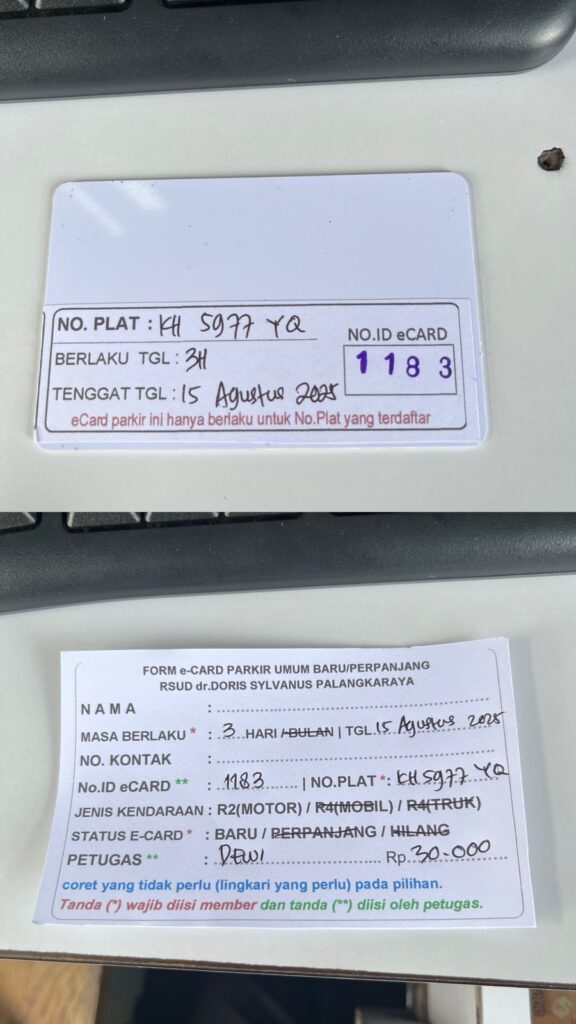 NO. PLAT : KH 5977 YQ
BERLAKU TGL : 3H
TENGGAT TGL : 15 Agustus 2025
NO.ID eCARD
1183
eCard parkir ini hanya berlaku untuk No.Plat yang terdaftar
FORM e-CARD PARKIR UMUM BARU/PERPANJANG
RSUD dr.DORIS SYLVANUS PALANGKARAYA
NAMA :
MASA BERLAKU * : 3 HARI /BULAN | TGL. 15 Agustus 2025
NO. KONTAK :
No.ID eCARD ** : 1183 | NO.PLAT *: KH 5977 YQ
JENIS KENDARAAN : R2(MOTOR) / R4(MOBIL) / R4(TRUK)
STATUS E-CARD * : BARU / PERPANJANG / HILANG
PETUGAS ** : DEWI Rp. 30-000
coret yang tidak perlu (lingkari yang perlu) pada pilihan.
Tanda (*) wajib diisi member dan tanda (**) diisi oleh petugas.